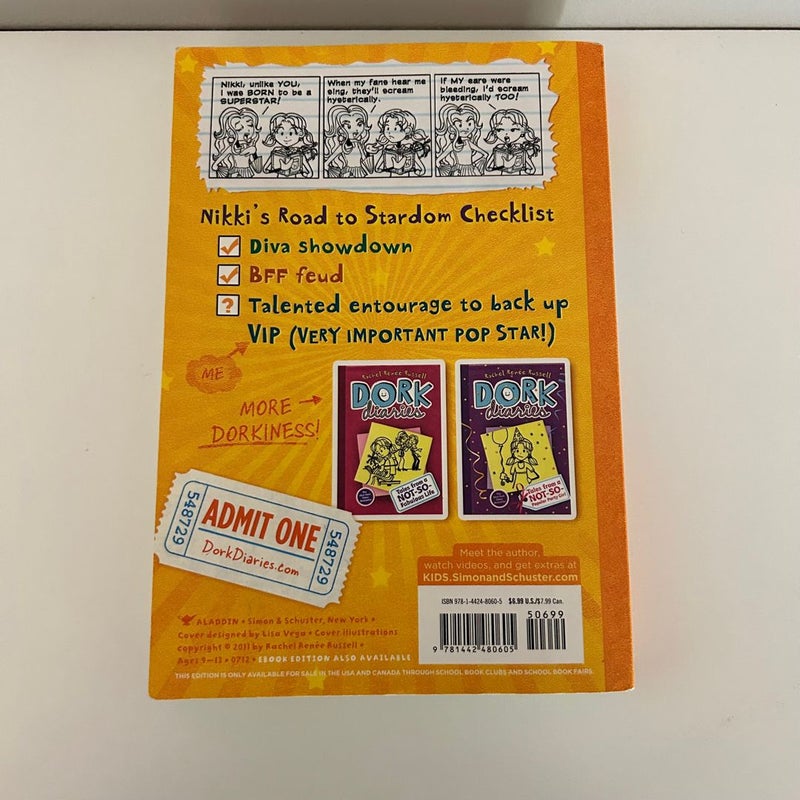 Nikki, unlike YOU,
I was BORN to be a
SUPERSTAR!
When my fans hear me
sing, they'll scream
hysterically.
If MY ears were
bleeding, I'd scream
hysterically TOO!
Nikki's Road to Stardom Checklist
Diva showdown
BFF feud
? Talented entourage to back up
VIP (VERY IMPORTANT POP STAR!)
ME
MORE
DORKINESS!
Rachel Renée Russell
DORK
diaries
Tales from a
NOT-SO-
Fabulous Life
Rachel Renée Russell
DORK
diaries
Tales from a
NOT-SO-
Popular Party Girl
548729
ADMIT ONE
DorkDiaries.com
548729
Meet the author,
watch videos, and get extras at
KIDS.SimonandSchuster.com
ISBN 978-1-4424-8060-5 $6.99 U.S./$7.99 Can.
50699
9 781442 480605
ALADDIN • Simon & Schuster, New York •
Cover designed by Lisa Vega • Cover illustrations
copyright © 2011 by Rachel Renée Russell •
Ages 9–13 • 0712 • EBOOK EDITION ALSO AVAILABLE
THIS EDITION IS ONLY AVAILABLE FOR SALE IN THE USA AND CANADA THROUGH SCHOOL BOOK CLUBS AND SCHOOL BOOK FAIRS.